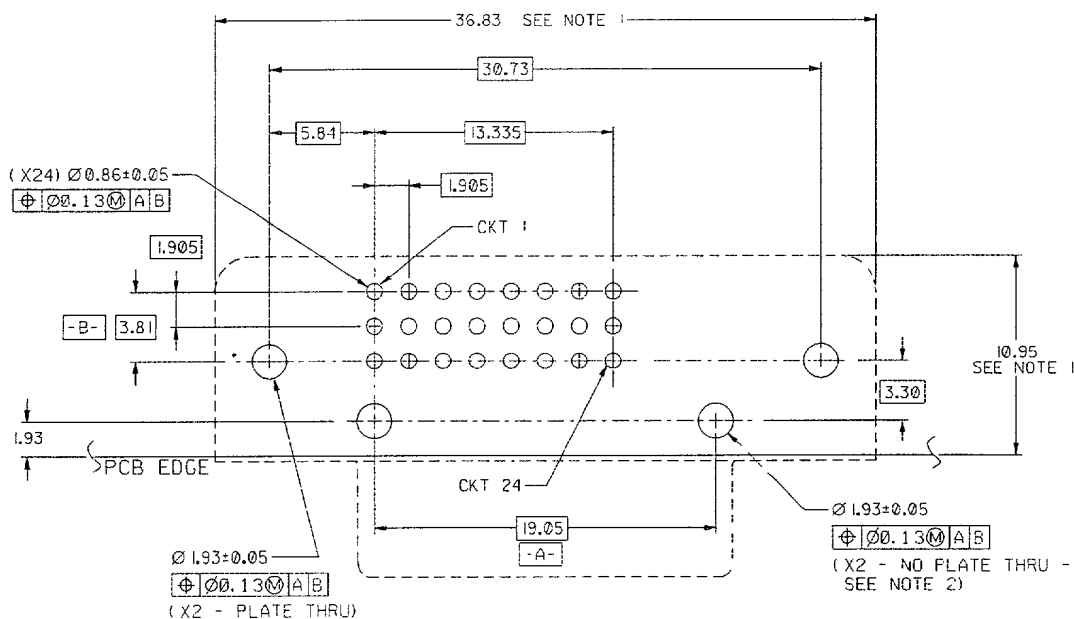 36.83 SEE NOTE 1
30.73
5.84
13.335
(X24) Ø0.86±0.05
⌖ Ø0.13Ⓜ A B
1.905
1.905
CKT 1
-B- 3.81
10.95
SEE NOTE 1
3.30
1.93
PCB EDGE
CKT 24
19.05
-A-
Ø1.93±0.05
⌖ Ø0.13Ⓜ A B
(X2 - PLATE THRU)
Ø1.93±0.05
⌖ Ø0.13Ⓜ A B
(X2 - NO PLATE THRU -
SEE NOTE 2)